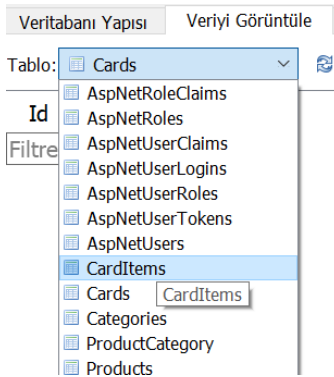 Veritabanı Yapısı Veriyi Görüntüle
Tablo: Cards
Id
Filtre
AspNetRoleClaims
AspNetRoles
AspNetUserClaims
AspNetUserLogins
AspNetUserRoles
AspNetUserTokens
AspNetUsers
CardItems
Cards CardItems
Categories
ProductCategory
Products